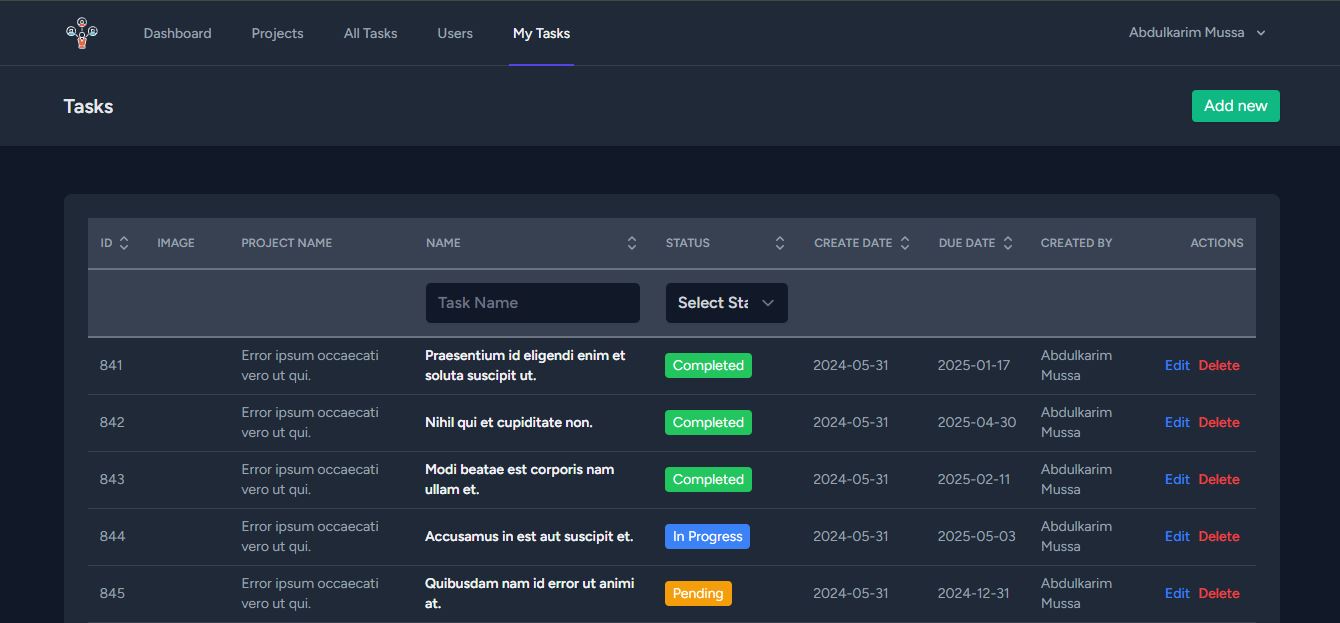 Dashboard Projects All Tasks Users My Tasks Abdulkarim Mussa
Tasks Add new
ID IMAGE PROJECT NAME NAME STATUS CREATE DATE DUE DATE CREATED BY ACTIONS
Task Name Select Sta
841 Error ipsum occaecati vero ut qui. Praesentium id eligendi enim et soluta suscipit ut. Completed 2024-05-31 2025-01-17 Abdulkarim Mussa Edit Delete
842 Error ipsum occaecati vero ut qui. Nihil qui et cupiditate non. Completed 2024-05-31 2025-04-30 Abdulkarim Mussa Edit Delete
843 Error ipsum occaecati vero ut qui. Modi beatae est corporis nam ullam et. Completed 2024-05-31 2025-02-11 Abdulkarim Mussa Edit Delete
844 Error ipsum occaecati vero ut qui. Accusamus in est aut suscipit et. In Progress 2024-05-31 2025-05-03 Abdulkarim Mussa Edit Delete
845 Error ipsum occaecati vero ut qui. Quibusdam nam id error ut animi at. Pending 2024-05-31 2024-12-31 Abdulkarim Mussa Edit Delete